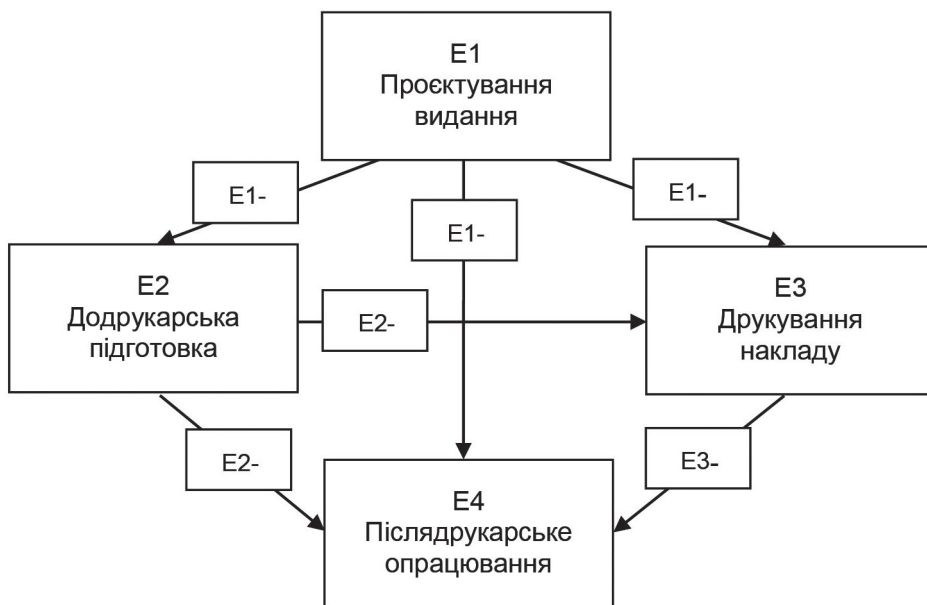 E1
Проєктування
видання
E1-
E1-
E1-
E2
Додрукарська
підготовка
E2-
E3
Друкування
накладу
E2-
E3-
E4
Післядрукарське
опрацювання